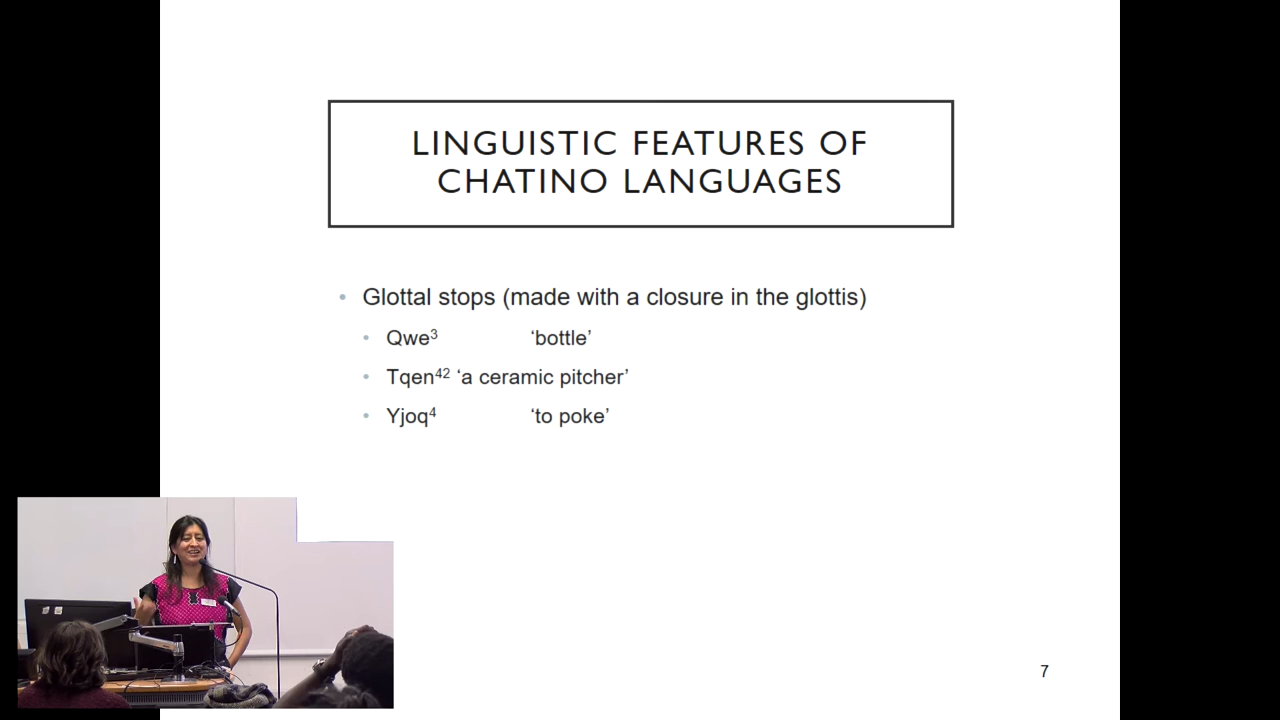 LINGUISTIC FEATURES OF
CHATINO LANGUAGES
• Glottal stops (made with a closure in the glottis)
• Qwe³ ‘bottle’
• Tqen⁴² ‘a ceramic pitcher’
• Yjoq⁴ ‘to poke’
7